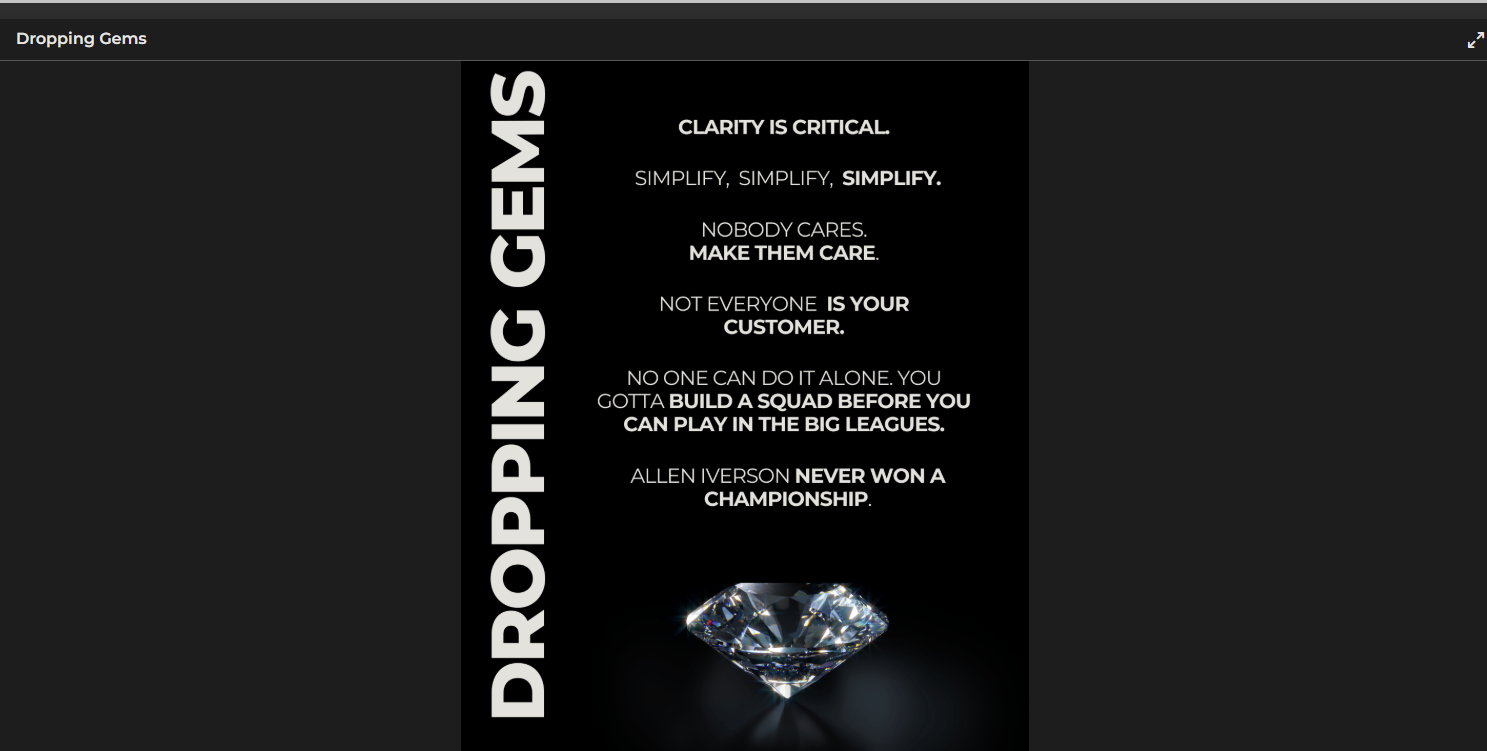 Dropping Gems
DROPPING GEMS
CLARITY IS CRITICAL.
SIMPLIFY, SIMPLIFY, SIMPLIFY.
NOBODY CARES.
MAKE THEM CARE.
NOT EVERYONE IS YOUR
CUSTOMER.
NO ONE CAN DO IT ALONE. YOU
GOTTA BUILD A SQUAD BEFORE YOU
CAN PLAY IN THE BIG LEAGUES.
ALLEN IVERSON NEVER WON A
CHAMPIONSHIP.